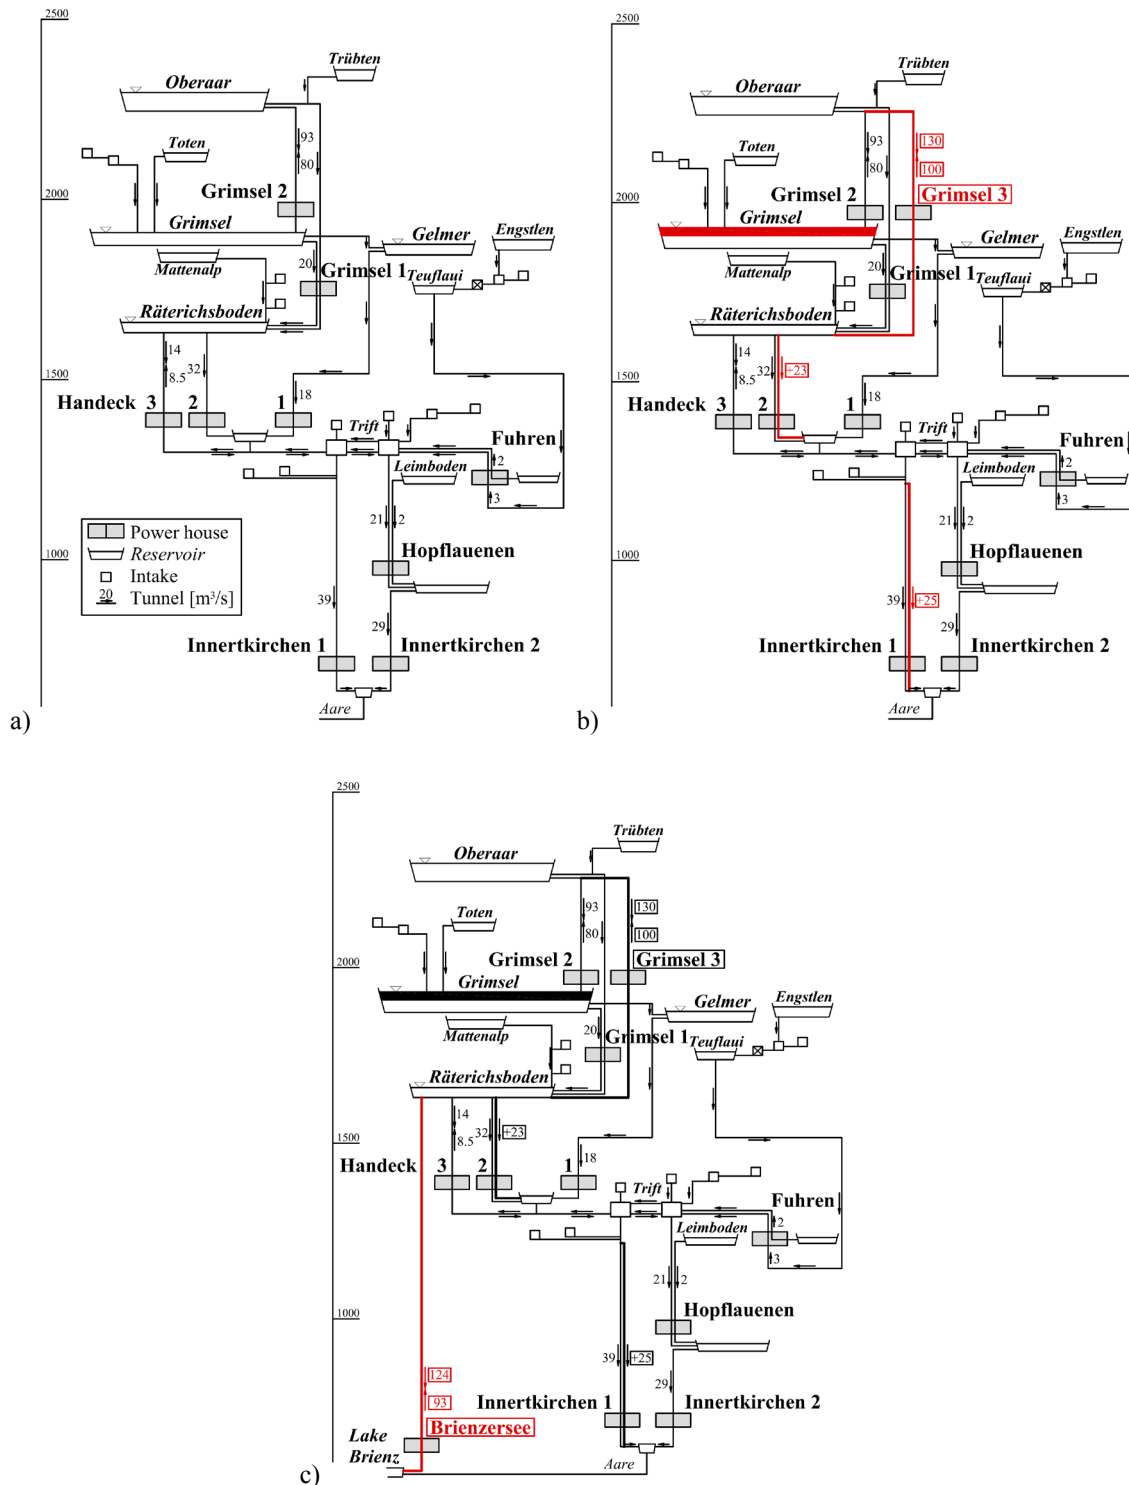 2500
Trübten
Oberaar
93
80
Toten
2000
Grimsel 2
Grimsel
Engstlen
Gelmer
Mattenalp
20
Grimsel 1
Teuflaui
Räterichsboden
1500
14
8.5
32
18
Handeck
3
2
1
Trift
Fuhren
Leimboden
2
3
21
2
Power house
Reservoir
Intake
20
Tunnel [m³/s]
1000
Hopflauenen
39
29
Innertkirchen 1
Innertkirchen 2
Aare
a)
2500
Trübten
Oberaar
93
80
130
100
Toten
2000
Grimsel 2
Grimsel 3
Grimsel
Engstlen
Gelmer
Mattenalp
20
Grimsel 1
Teuflaui
Räterichsboden
1500
14
8.5
32
+23
18
Handeck
3
2
1
Trift
Fuhren
Leimboden
2
3
21
2
1000
Hopflauenen
39
+25
29
Innertkirchen 1
Innertkirchen 2
Aare
b)
2500
Trübten
Oberaar
93
80
130
100
Toten
2000
Grimsel 2
Grimsel 3
Grimsel
Engstlen
Gelmer
Mattenalp
20
Grimsel 1
Teuflaui
Räterichsboden
1500
14
8.5
32
+23
18
Handeck
3
2
1
Trift
Fuhren
Leimboden
2
3
21
2
1000
Hopflauenen
39
+25
29
124
93
Innertkirchen 1
Innertkirchen 2
Brienzersee
Lake
Brienz
Aare
c)